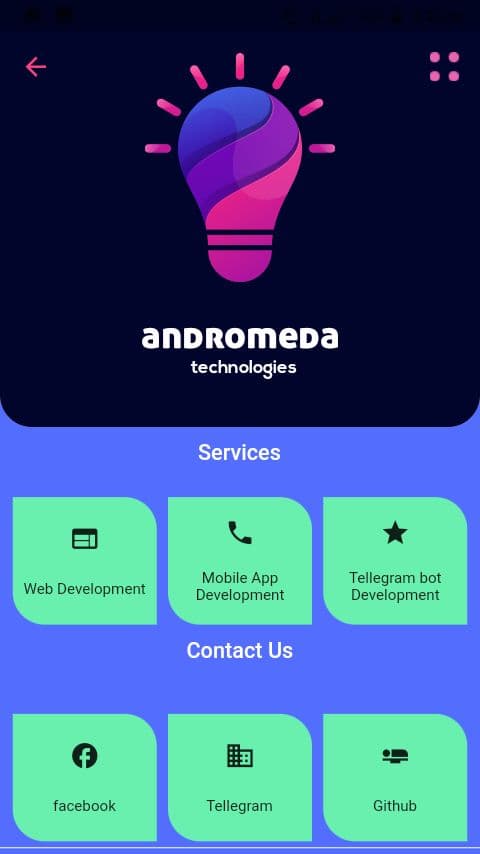 anDROmeDa
technologies
Services
Web Development
Mobile App
Development
Tellegram bot
Development
Contact Us
facebook
Tellegram
Github